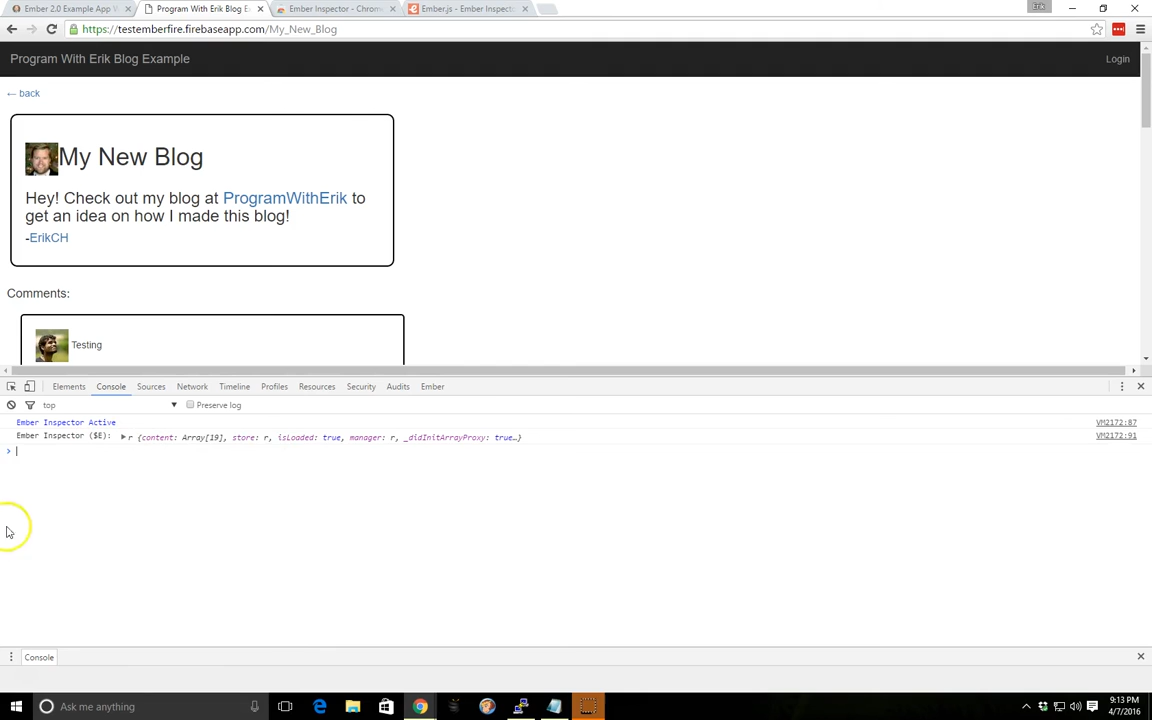 Ember 2.0 Example App W
Program With Erik Blog E
Ember Inspector - Chrom
Ember.js - Ember Inspect
Erik
https://testemberfire.firebaseapp.com/My_New_Blog
Program With Erik Blog Example
Login
← back
My New Blog
Hey! Check out my blog at ProgramWithErik to
get an idea on how I made this blog!
-ErikCH
Comments:
Testing
Elements Console Sources Network Timeline Profiles Resources Security Audits Ember
top Preserve log
Ember Inspector Active VM2172:87
Ember Inspector ($E): r {content: Array[19], store: r, isLoaded: true, manager: r, _didInitArrayProxy: true…} VM2172:91
Console
Ask me anything
9:13 PM
4/7/2016